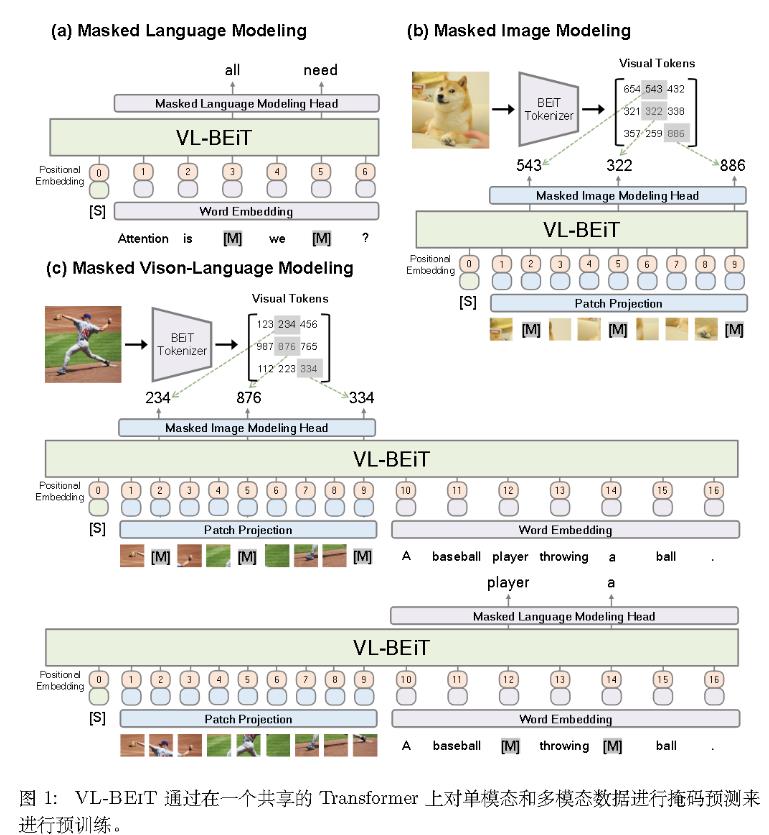 (a) Masked Language Modeling
all need
Masked Language Modeling Head
VL-BEiT
Positional Embedding
0 1 2 3 4 5 6
[S]
Word Embedding
Attention is [M] we [M] ?
(b) Masked Image Modeling
Visual Tokens
BEiT Tokenizer
654 543 432
321 322 338
357 259 886
543 322 886
Masked Image Modeling Head
VL-BEiT
Positional Embedding
0 1 2 3 4 5 6 7 8 9
[S]
Patch Projection
[M] [M] [M]
(c) Masked Vison-Language Modeling
Visual Tokens
BEiT Tokenizer
123 234 456
987 876 765
112 223 334
234 876 334
Masked Image Modeling Head
VL-BEiT
Positional Embedding
0 1 2 3 4 5 6 7 8 9 10 11 12 13 14 15 16
[S]
Patch Projection
Word Embedding
[M] [M] [M] A baseball player throwing a ball .
player a
Masked Language Modeling Head
VL-BEiT
Positional Embedding
0 1 2 3 4 5 6 7 8 9 10 11 12 13 14 15 16
[S]
Patch Projection
Word Embedding
A baseball [M] throwing [M] ball .
图 1: VL-BEIT 通过在一个共享的 Transformer 上对单模态和多模态数据进行掩码预测来
进行预训练。